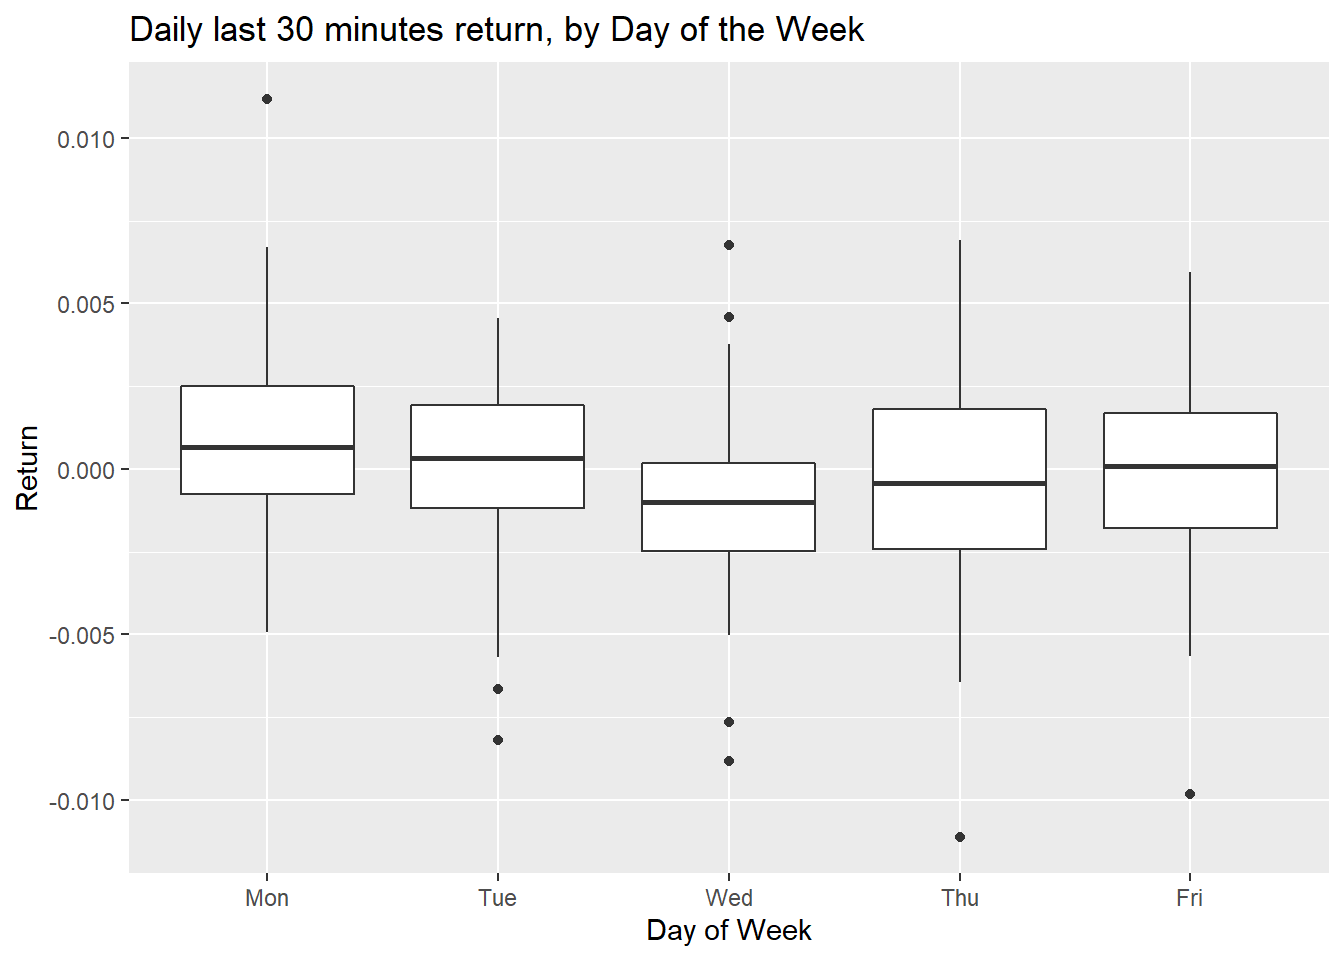 Daily last 30 minutes return, by Day of the Week
0.010
0.005
0.000
-0.005
-0.010
Return
Mon Tue Wed Thu Fri
Day of Week